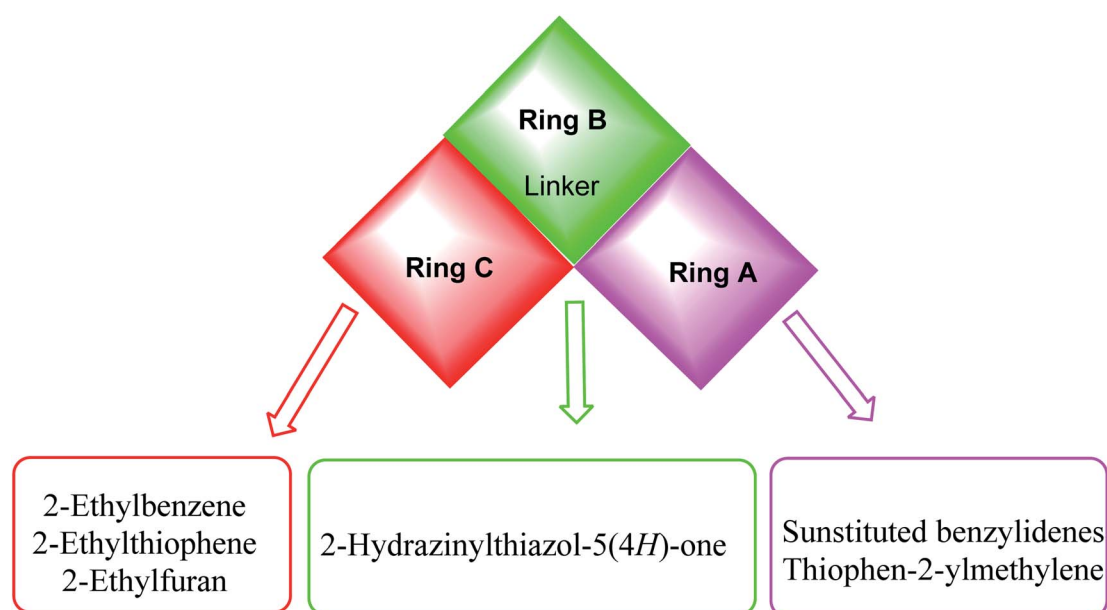 Ring B
Linker
Ring C
Ring A
2-Ethylbenzene
2-Ethylthiophene
2-Ethylfuran
2-Hydrazinylthiazol-5(4H)-one
Sunstituted benzylidenes
Thiophen-2-ylmethylene